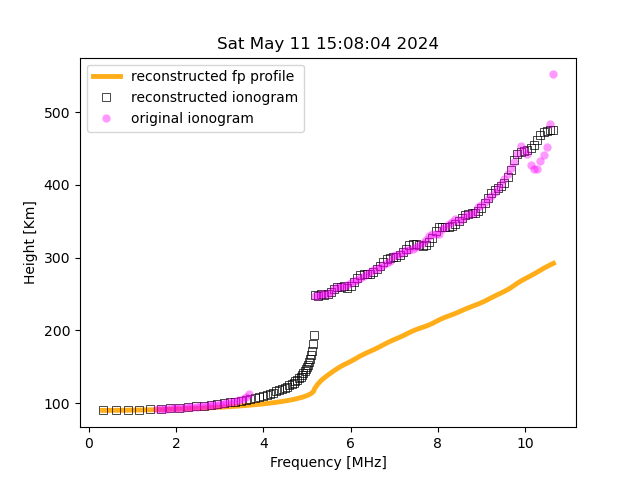 Sat May 11 15:08:04 2024
reconstructed fp profile
reconstructed ionogram
original ionogram
Height [Km]
500
400
300
200
100
0 2 4 6 8 10
Frequency [MHz]